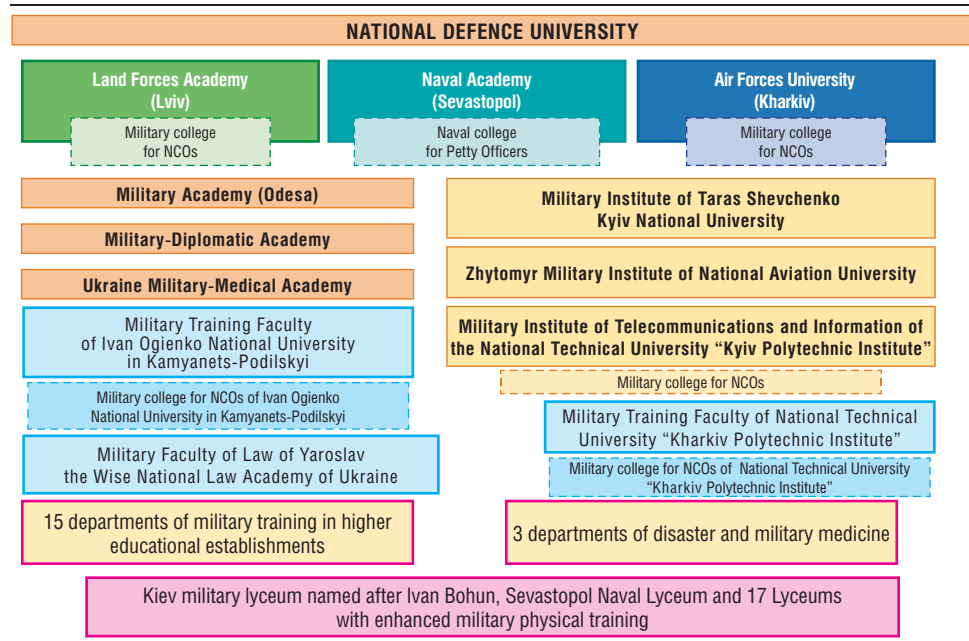 NATIONAL DEFENCE UNIVERSITY
Land Forces Academy
(Lviv)
Military college
for NCOs
Naval Academy
(Sevastopol)
Naval college
for Petty Officers
Air Forces University
(Kharkiv)
Military college
for NCOs
Military Academy (Odesa)
Military-Diplomatic Academy
Ukraine Military-Medical Academy
Military Training Faculty
of Ivan Ogienko National University
in Kamyanets-Podilskyi
Military college for NCOs of Ivan Ogienko
National University in Kamyanets-Podilskyi
Military Faculty of Law of Yaroslav
the Wise National Law Academy of Ukraine
Military Institute of Taras Shevchenko
Kyiv National University
Zhytomyr Military Institute of National Aviation University
Military Institute of Telecommunications and Information of
the National Technical University “Kyiv Polytechnic Institute”
Military college for NCOs
Military Training Faculty of National Technical
University “Kharkiv Polytechnic Institute”
Military college for NCOs of National Technical University
“Kharkiv Polytechnic Institute”
15 departments of military training in higher
educational establishments
3 departments of disaster and military medicine
Kiev military lyceum named after Ivan Bohun, Sevastopol Naval Lyceum and 17 Lyceums
with enhanced military physical training